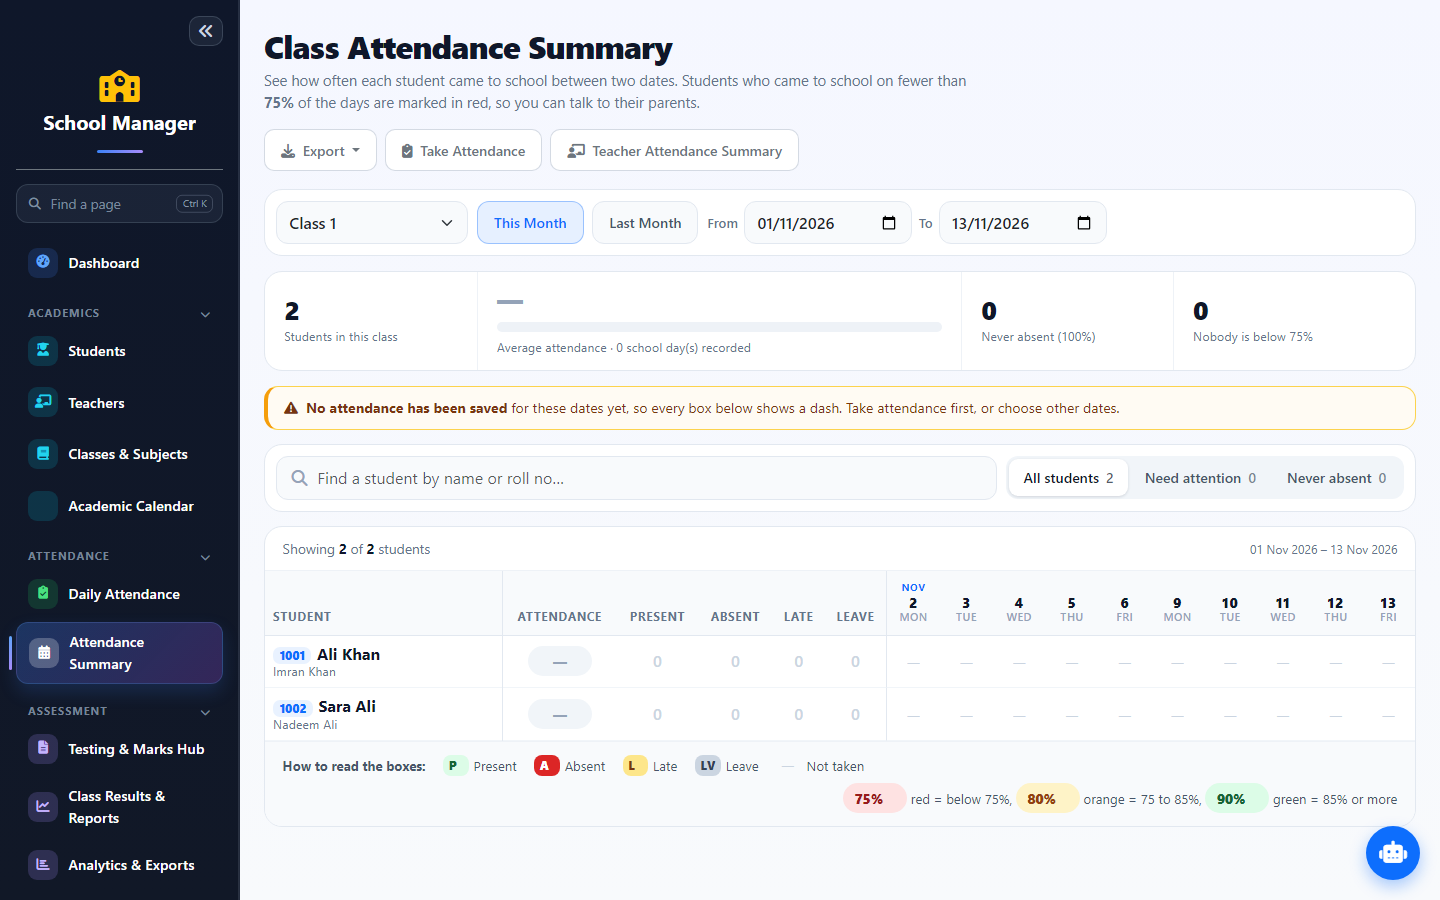 School Manager
Find a page Ctrl K
Dashboard
ACADEMICS
Students
Teachers
Classes & Subjects
Academic Calendar
ATTENDANCE
Daily Attendance
Attendance
Summary
ASSESSMENT
Testing & Marks Hub
Class Results &
Reports
Analytics & Exports
Class Attendance Summary
See how often each student came to school between two dates. Students who came to school on fewer than
75% of the days are marked in red, so you can talk to their parents.
Export Take Attendance Teacher Attendance Summary
Class 1 This Month Last Month From 01/11/2026 To 13/11/2026
2
Students in this class
—
Average attendance · 0 school day(s) recorded
0
Never absent (100%)
0
Nobody is below 75%
No attendance has been saved for these dates yet, so every box below shows a dash. Take attendance first, or choose other dates.
Find a student by name or roll no... All students 2 Need attention 0 Never absent 0
Showing 2 of 2 students 01 Nov 2026 – 13 Nov 2026
NOV
2 3 4 5 6 9 10 11 12 13
STUDENT ATTENDANCE PRESENT ABSENT LATE LEAVE MON TUE WED THU FRI MON TUE WED THU FRI
1001 Ali Khan — 0 0 0 0 — — — — — — — — — —
Imran Khan
1002 Sara Ali — 0 0 0 0 — — — — — — — — — —
Nadeem Ali
How to read the boxes: P Present A Absent L Late LV Leave — Not taken
75% red = below 75%, 80% orange = 75 to 85%, 90% green = 85% or more